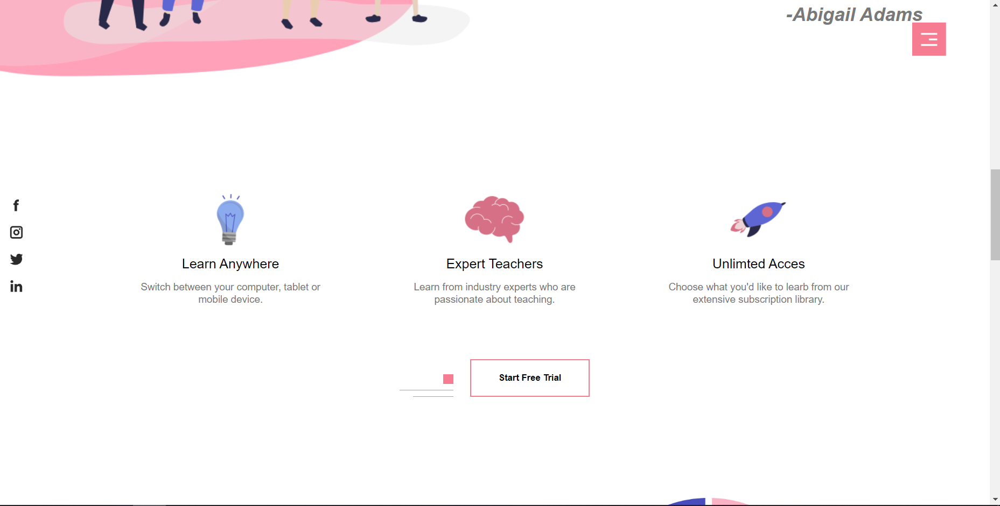 -Abigail Adams
Learn Anywhere
Switch between your computer, tablet or
mobile device.
Expert Teachers
Learn from industry experts who are
passionate about teaching.
Unlimted Acces
Choose what you'd like to learb from our
extensive subscription library.
Start Free Trial